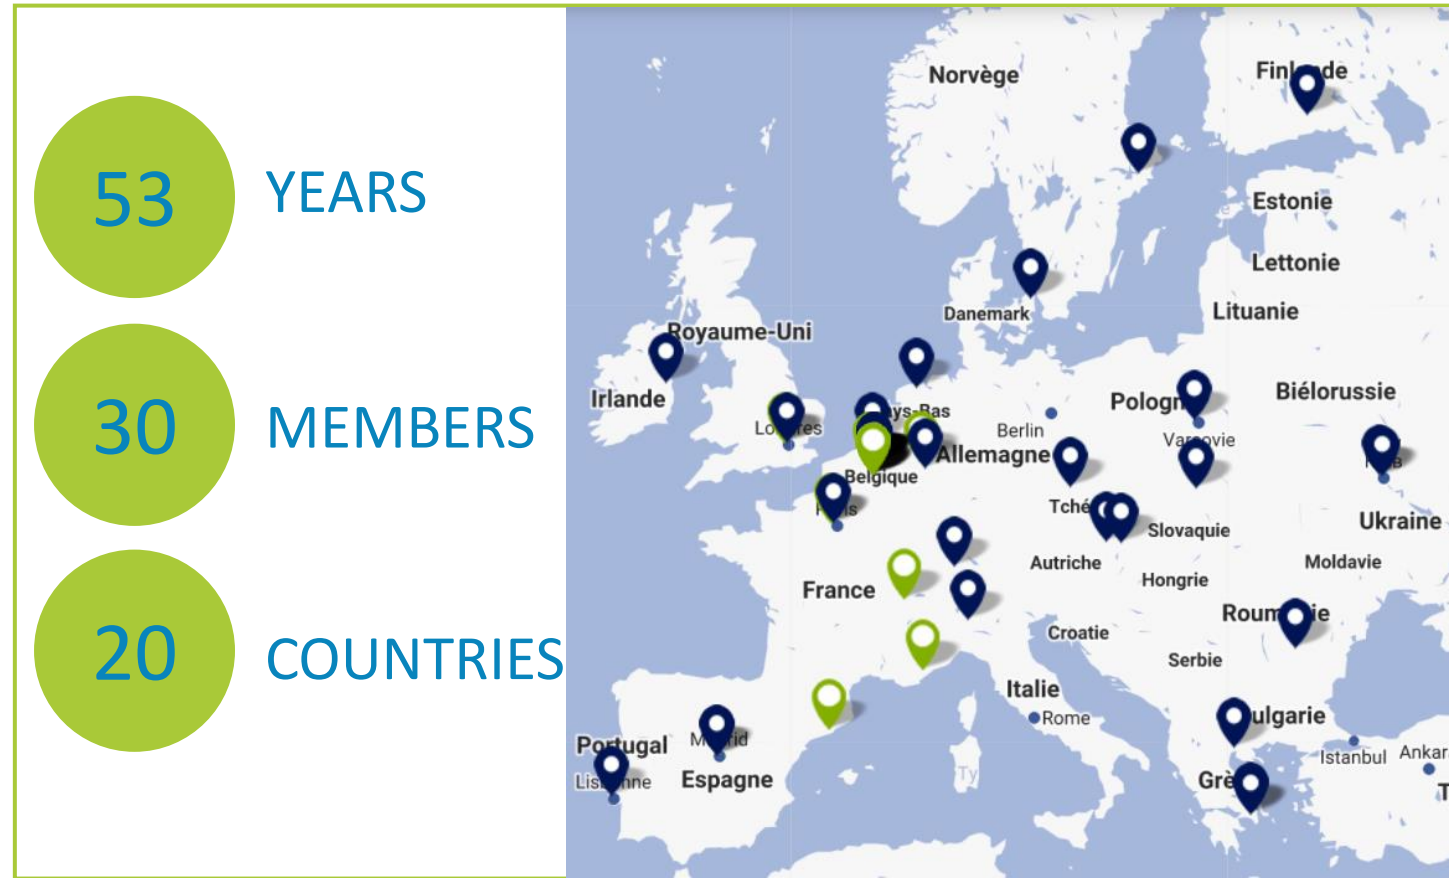 53
YEARS
30
MEMBERS
20
COUNTRIES
Norvège
Estonie
Lettonie
Lituanie
Danemark
Royaume-Uni
Irlande
Biélorussie
Berlin
Allemagne
Belgique
Slovaquie
Ukraine
Autriche
Hongrie
Moldavie
France
Croatie
Serbie
Italie
Rome
Portugal
Espagne
Istanbul